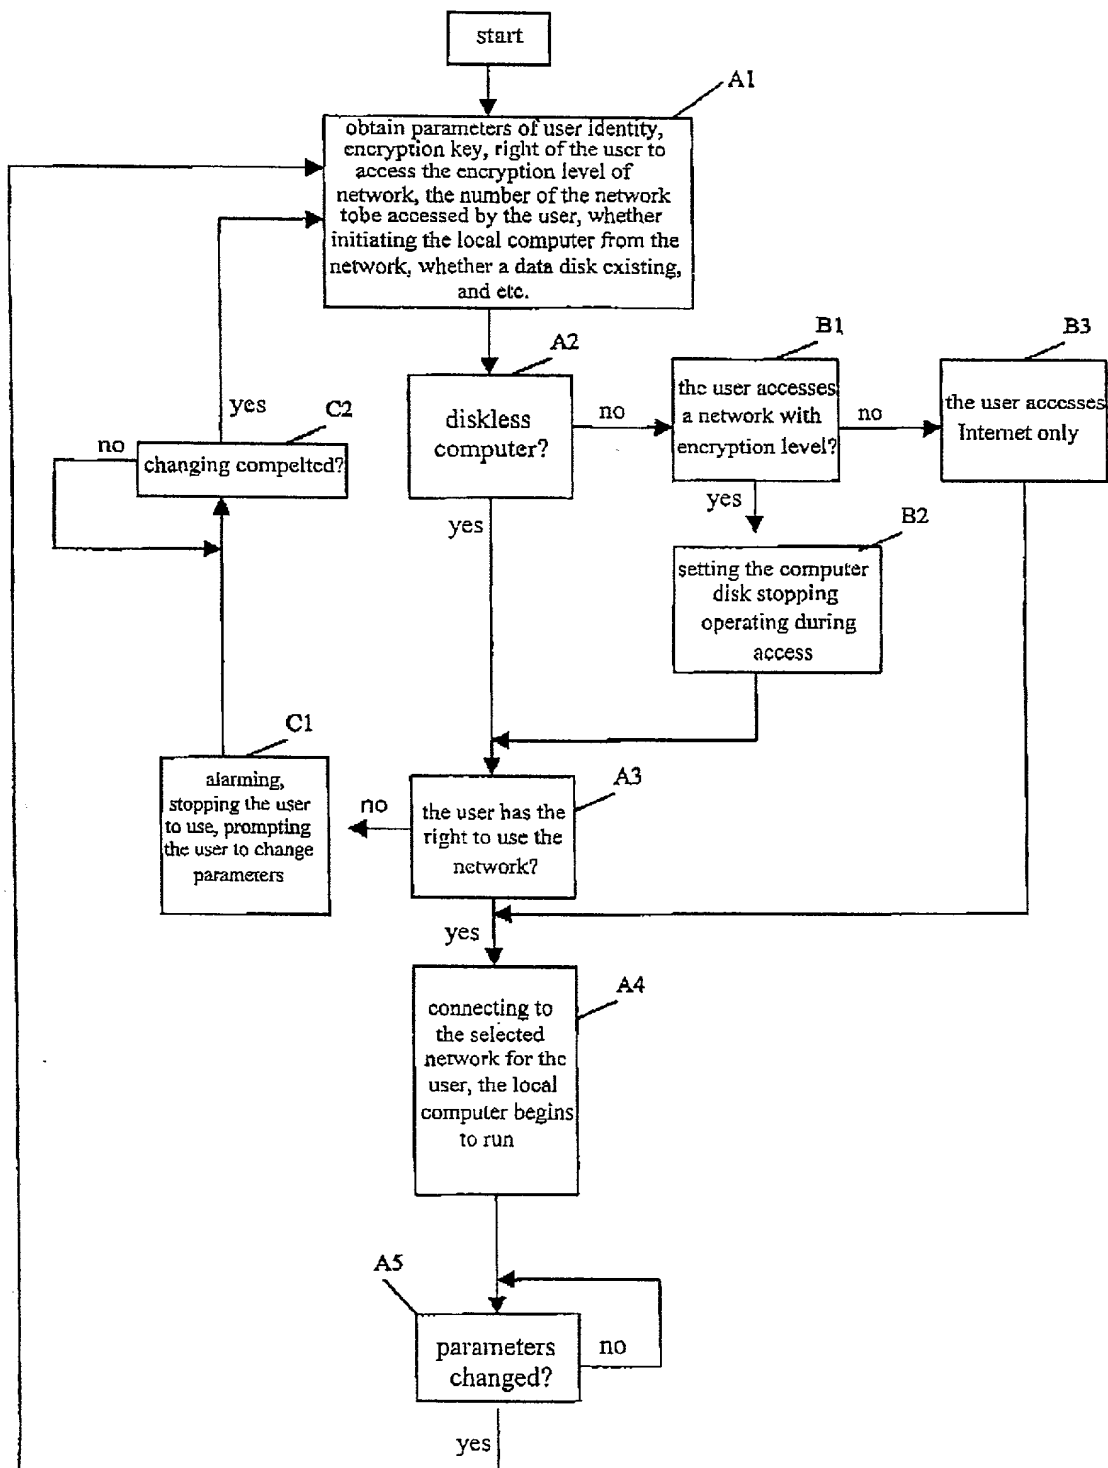 start
A1
obtain parameters of user identity,
encryption key, right of the user to
access the encryption level of
network, the number of the network
tobe accessed by the user, whether
initiating the local computer from the
network, whether a data disk existing,
and etc.
A2
B1
B3
diskless
computer?
no
the user accesses
a network with
encryption level?
no
the user accesses
Internet only
yes
C2
no
changing compelted?
yes
yes
B2
setting the computer
disk stopping
operating during
access
C1
alarming,
stopping the user
to use, prompting
the user to change
parameters
no
A3
the user has the
right to use the
network?
yes
A4
connecting to
the selected
network for the
user, the local
computer begins
to run
A5
parameters
changed?
no
yes